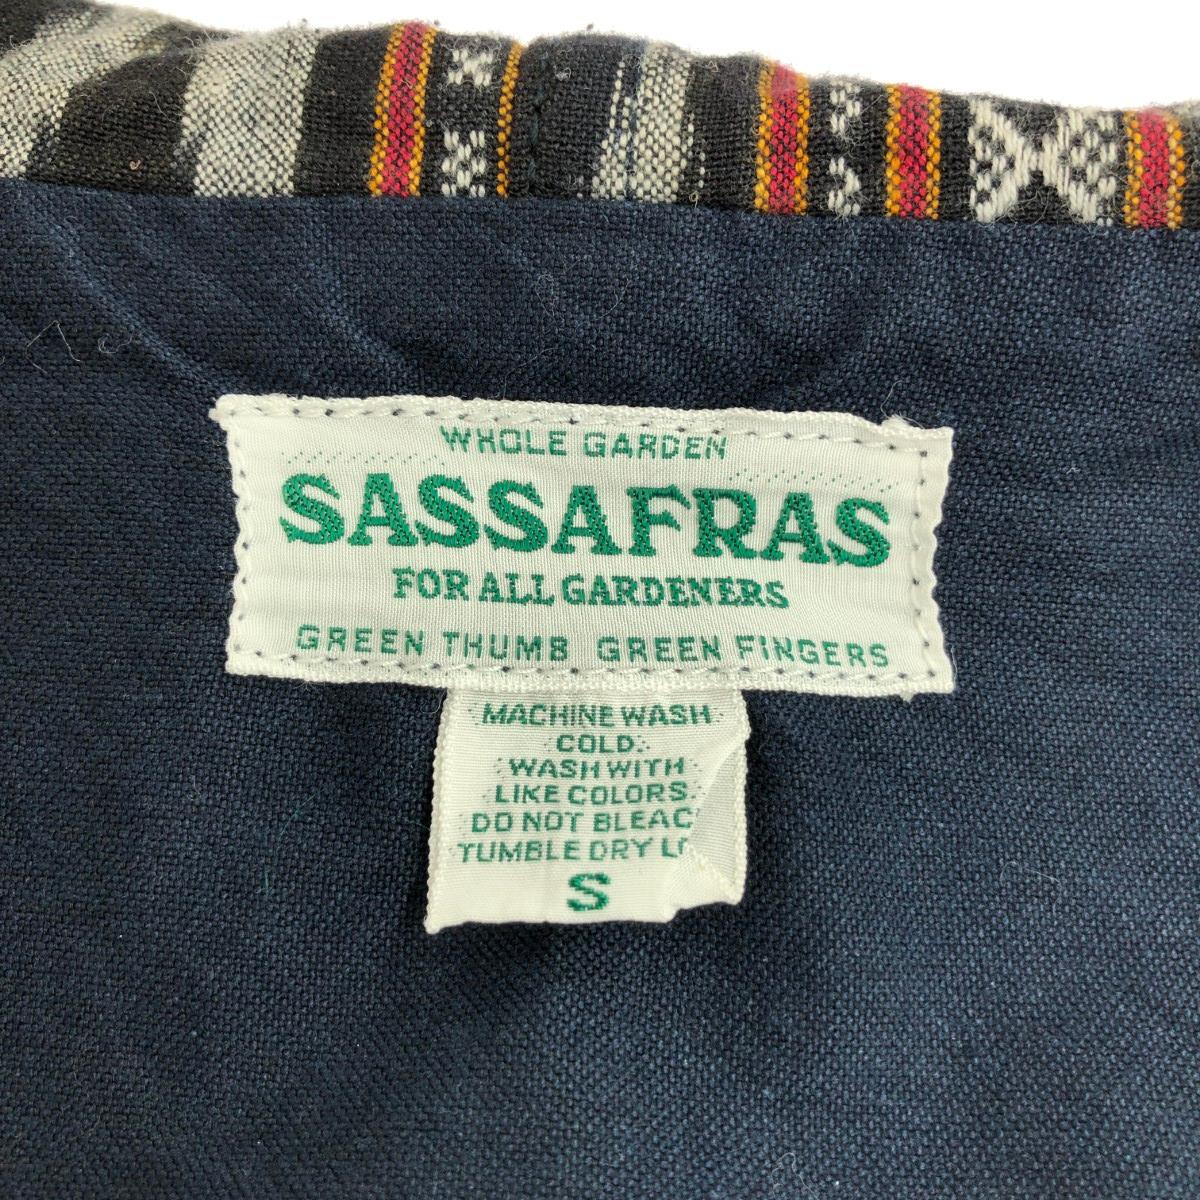 WHOLE GARDEN
SASSAFRAS
FOR ALL GARDENERS
GREEN THUMB GREEN FINGERS
MACHINE WASH
COLD.
WASH WITH
LIKE COLORS.
DO NOT BLEAC
TUMBLE DRY LO
S